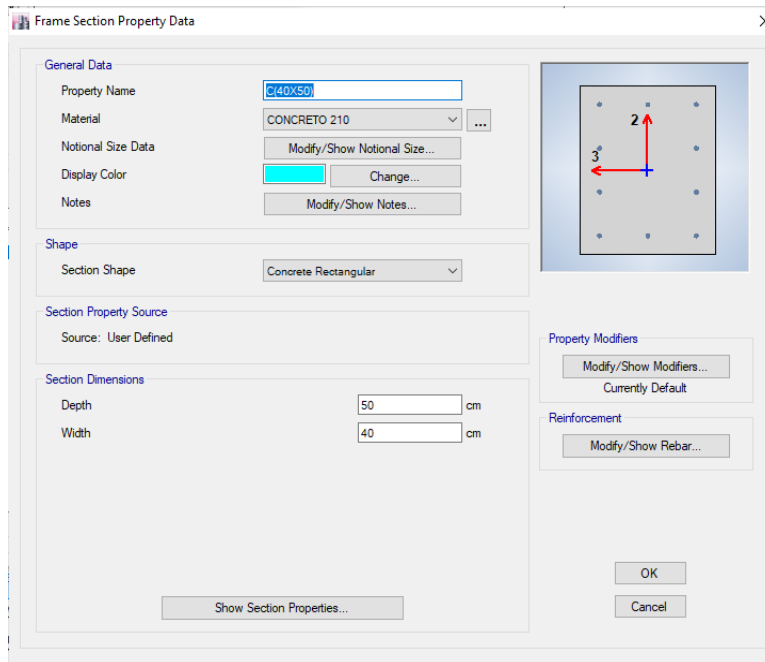 Frame Section Property Data
General Data
Property Name C(40X50)
Material CONCRETO 210 ...
Notional Size Data Modify/Show Notional Size...
Display Color Change...
Notes Modify/Show Notes...
2
3
Shape
Section Shape Concrete Rectangular
Section Property Source
Source: User Defined
Property Modifiers
Modify/Show Modifiers...
Currently Default
Section Dimensions
Depth 50 cm
Width 40 cm
Reinforcement
Modify/Show Rebar...
OK
Show Section Properties...
Cancel